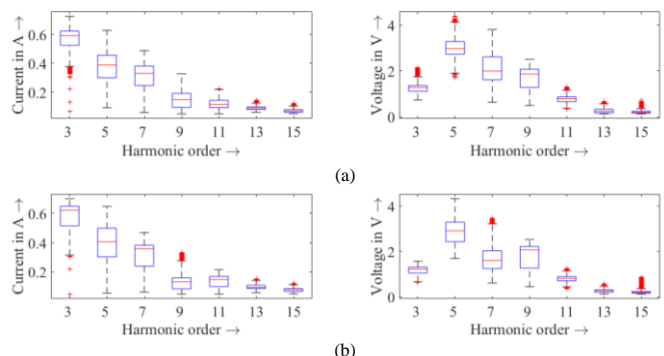 Current in A →
0.6
0.4
0.2
3 5 7 9 11 13 15
Harmonic order →
Voltage in V →
4
2
0
3 5 7 9 11 13 15
Harmonic order →
(a)
Current in A →
0.6
0.4
0.2
3 5 7 9 11 13 15
Harmonic order →
Voltage in V →
4
2
0
3 5 7 9 11 13 15
Harmonic order →
(b)